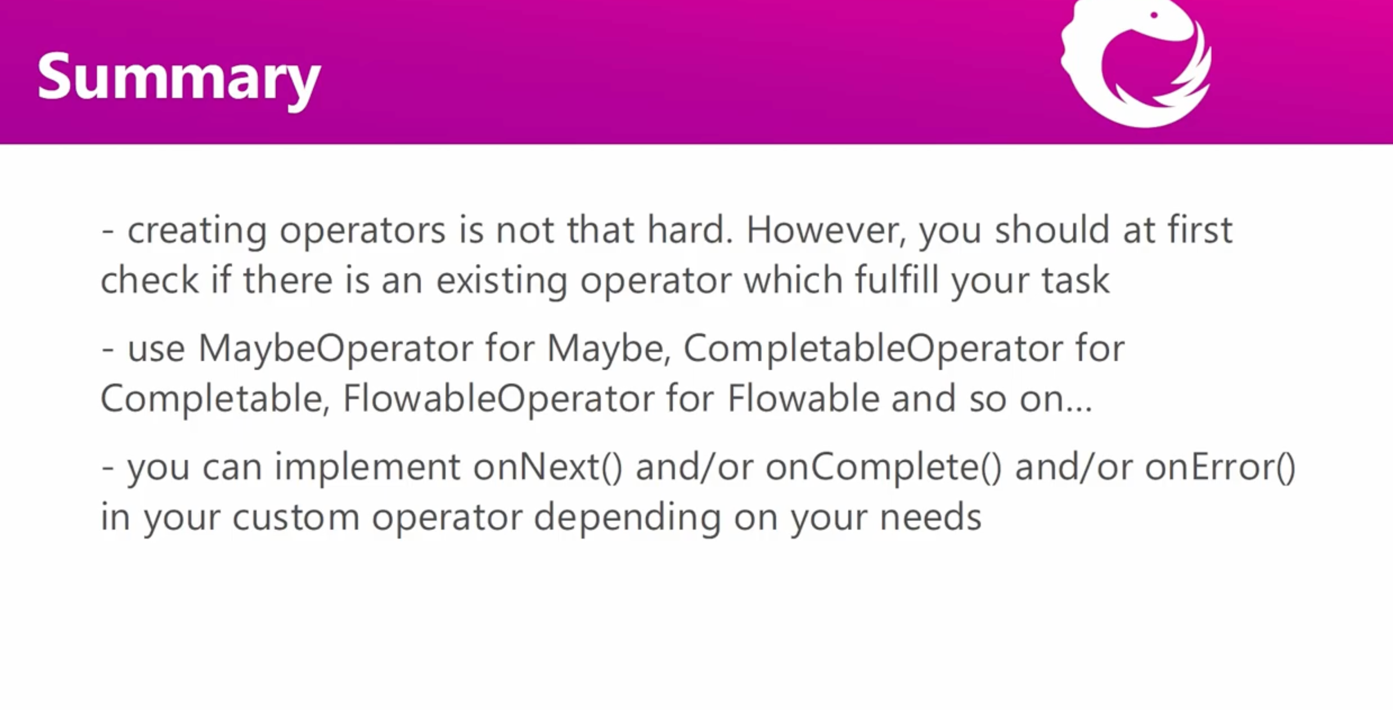 Summary
- creating operators is not that hard. However, you should at first
check if there is an existing operator which fulfill your task
- use MaybeOperator for Maybe, CompletableOperator for
Completable, FlowableOperator for Flowable and so on...
- you can implement onNext() and/or onComplete() and/or onError()
in your custom operator depending on your needs